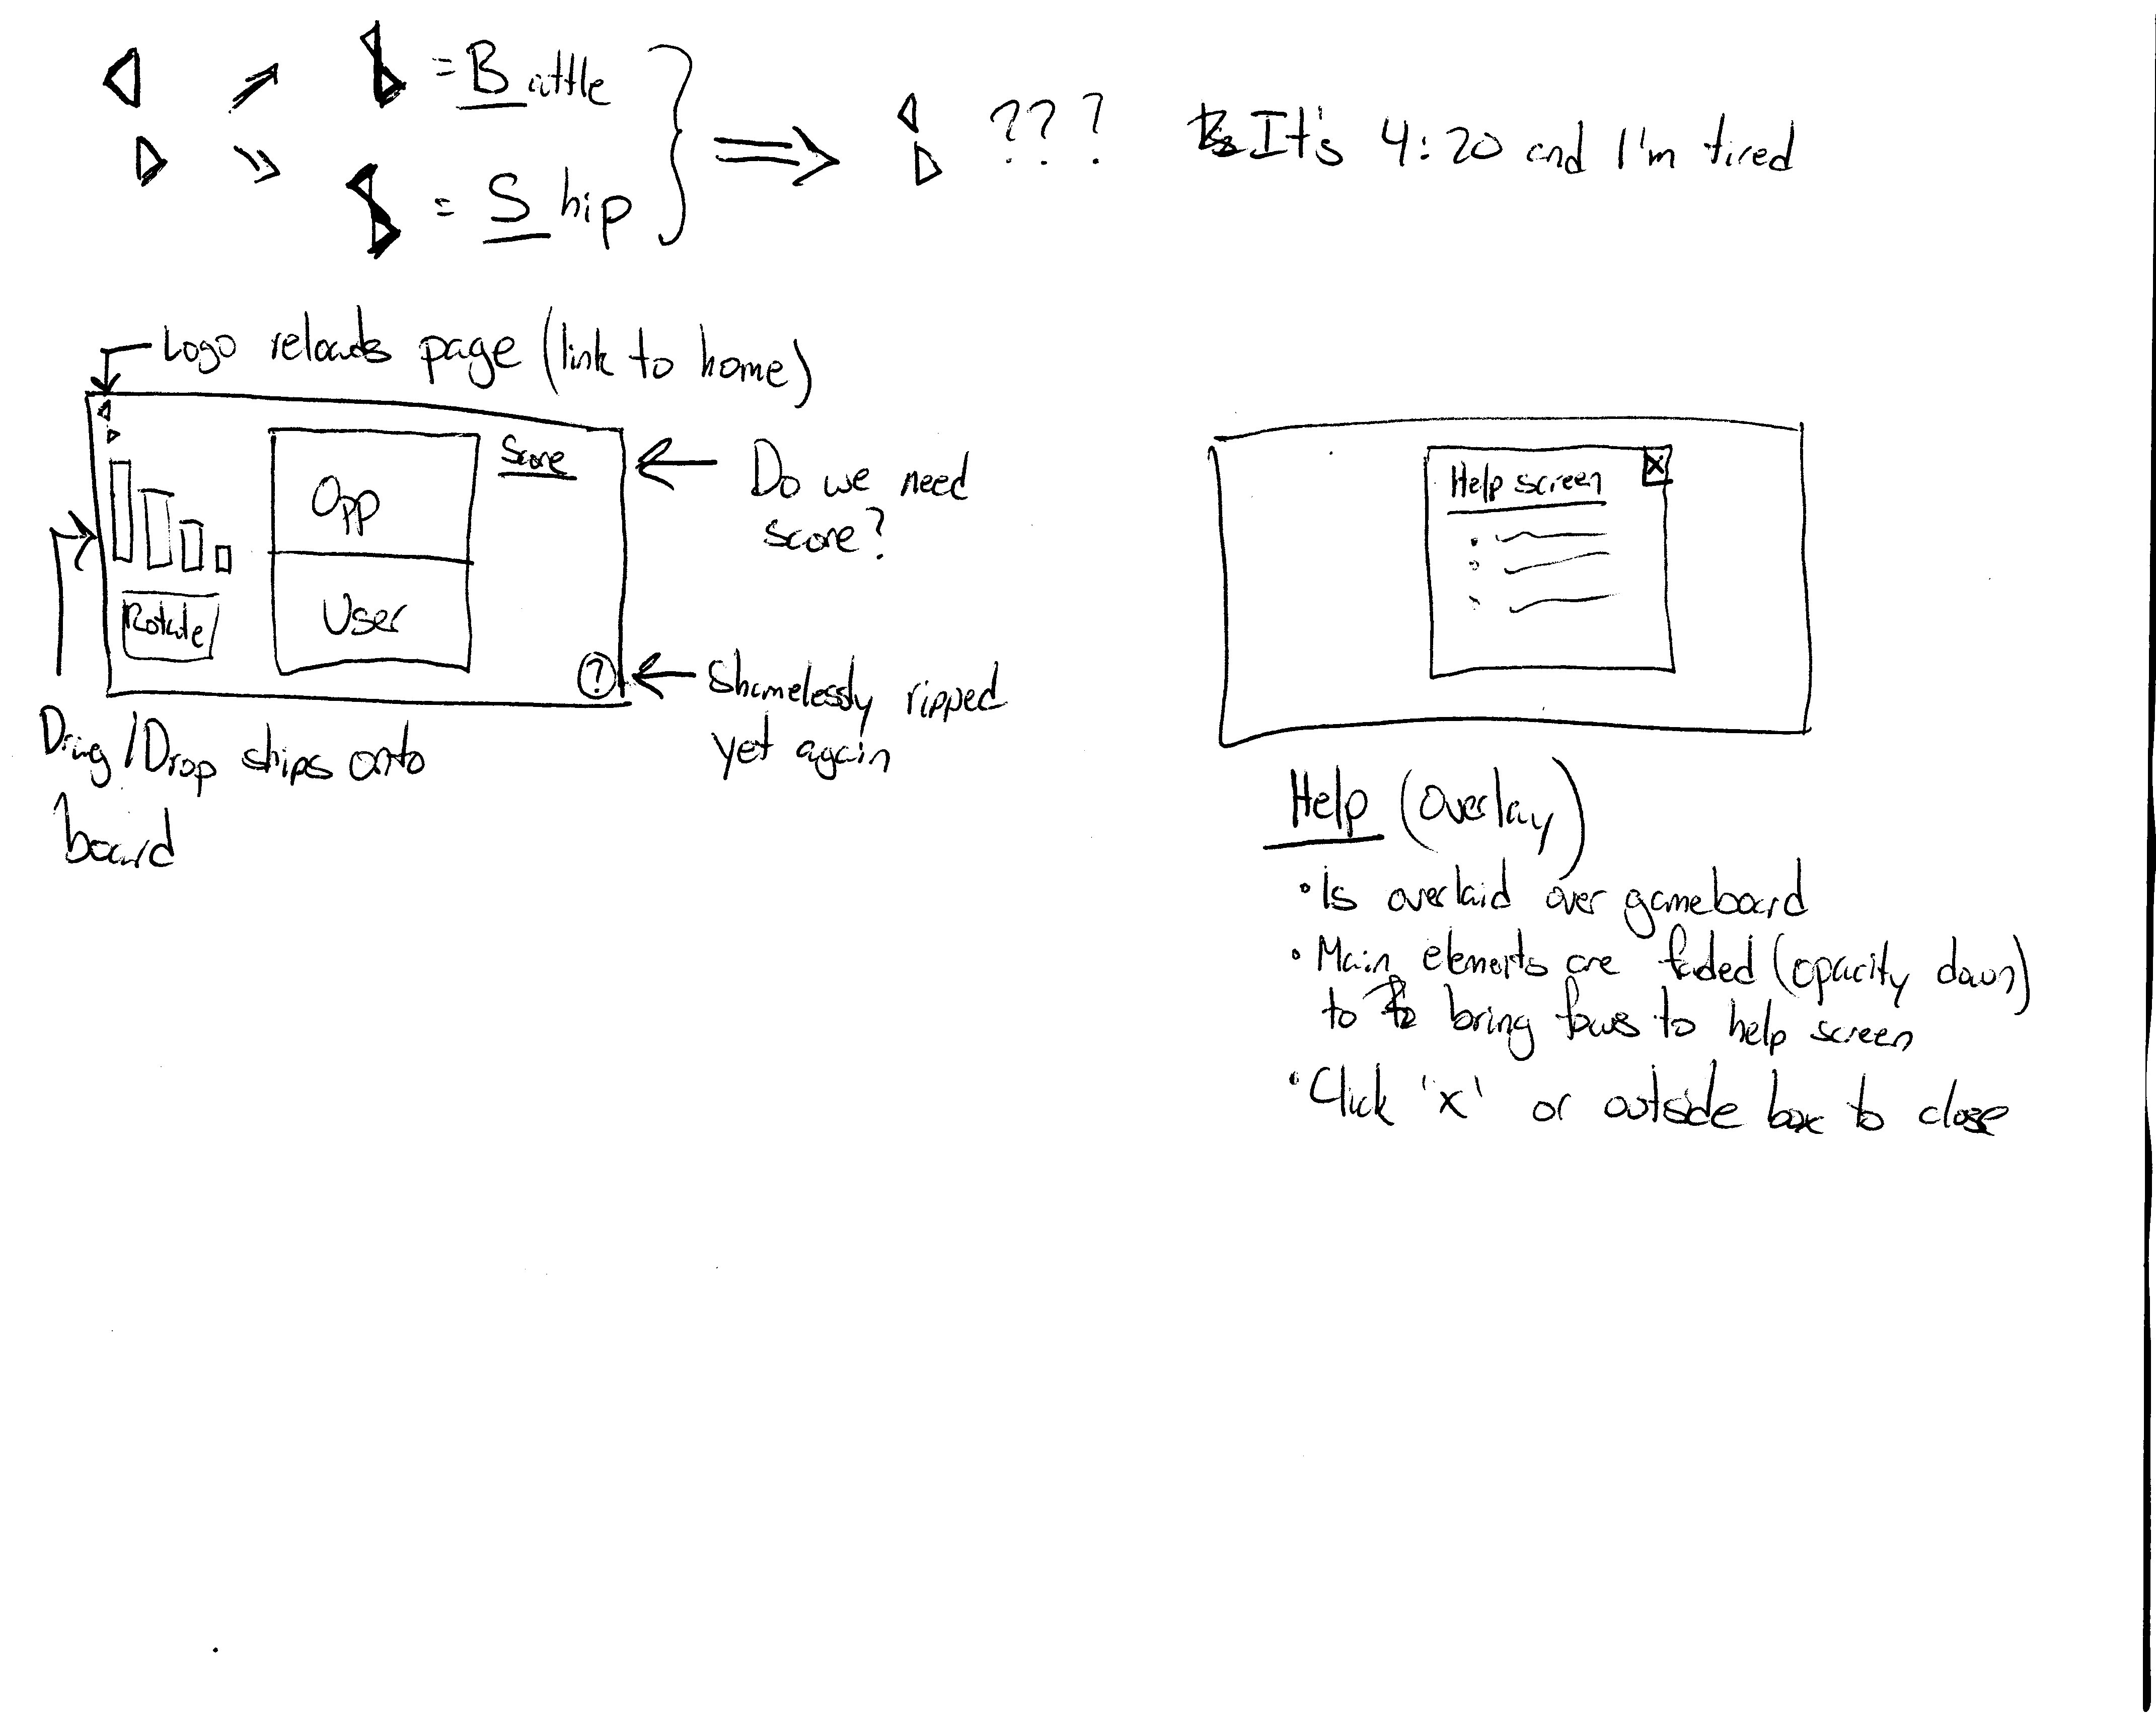 = Battle
= Ship
??? It's 4:20 and I'm tired
Logo reloads page (link to home)
Score
Opp
User
Rotate
?
Do we need
score?
Shamelessly ripped
yet again
Drag/Drop ships onto
board
Help screen
X
Help (overlay)
• Is overlaid over gameboard
• Main elements are faded (opacity down)
to bring focus to help screen
• Click 'x' or outside box to close